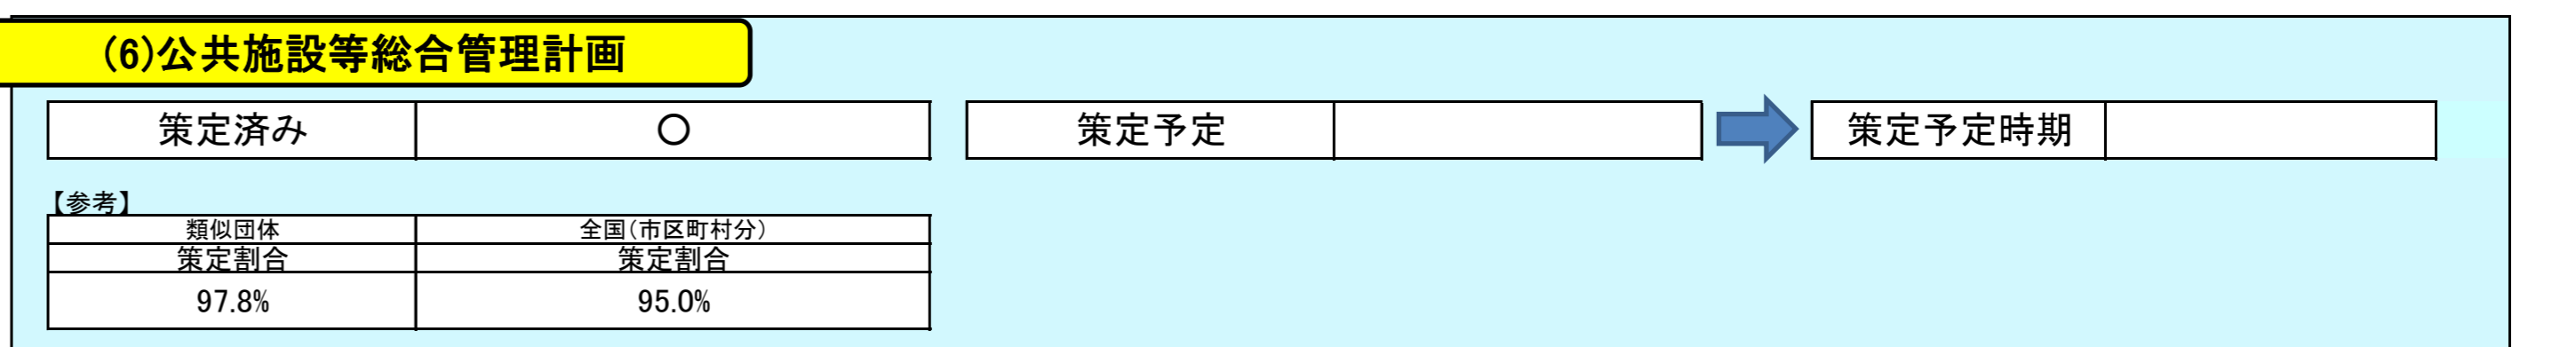 (6)公共施設等総合管理計画
策定済み 〇 策定予定 策定予定時期
【参考】
類似団体 全国(市区町村分)
策定割合 策定割合
97.8% 95.0%